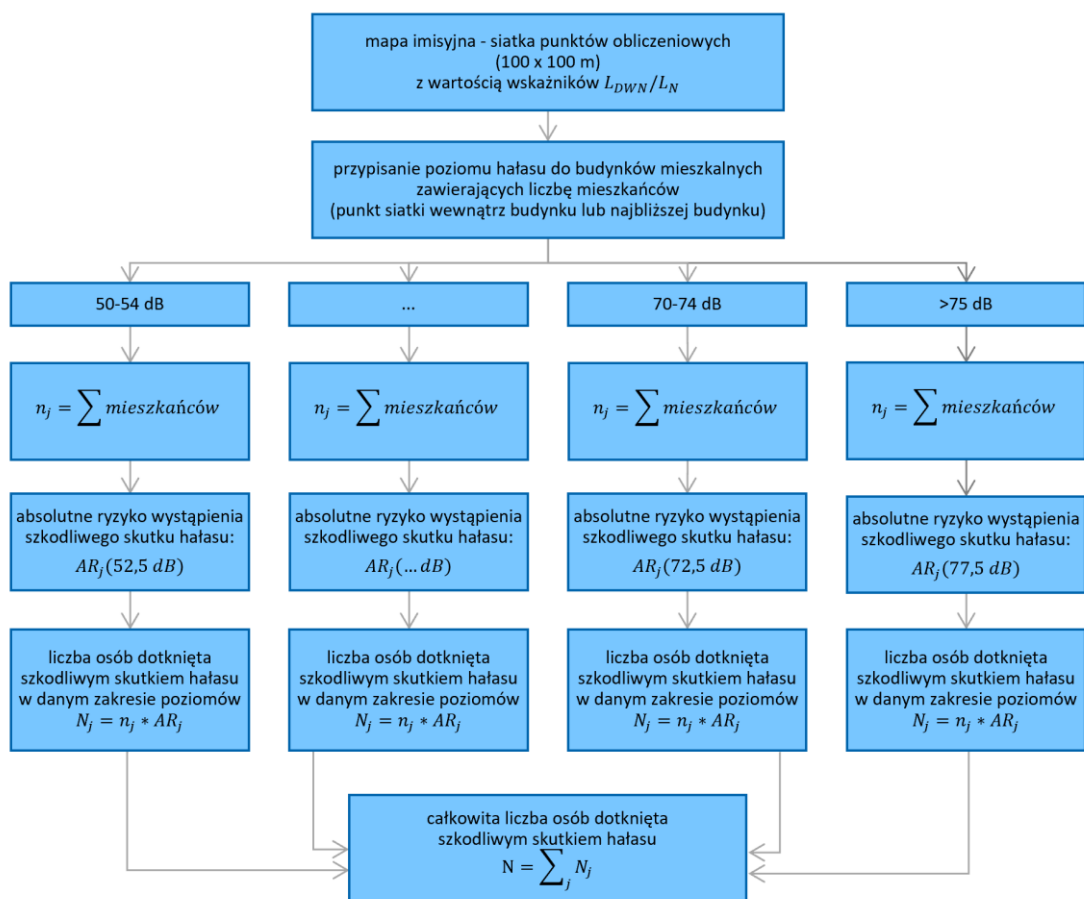 mapa imisyjna - siatka punktów obliczeniowych
(100 x 100 m)
z wartością wskażników L_{DWN}/L_N
przypisanie poziomu hałasu do budynków mieszkalnych
zawierających liczbę mieszkańców
(punkt siatki wewnątrz budynku lub najbliższej budynku)
50-54 dB
...
70-74 dB
>75 dB
n_j = ∑ mieszkańców
n_j = ∑ mieszkańców
n_j = ∑ mieszkańców
n_j = ∑ mieszkańców
absolutne ryzyko wystąpienia
szkodliwego skutku hałasu:
AR_j(52,5 dB)
absolutne ryzyko wystąpienia
szkodliwego skutku hałasu:
AR_j(... dB)
absolutne ryzyko wystąpienia
szkodliwego skutku hałasu:
AR_j(72,5 dB)
absolutne ryzyko wystąpienia
szkodliwego skutku hałasu:
AR_j(77,5 dB)
liczba osób dotknięta
szkodliwym skutkiem hałasu
w danym zakresie poziomów
N_j = n_j * AR_j
liczba osób dotknięta
szkodliwym skutkiem hałasu
w danym zakresie poziomów
N_j = n_j * AR_j
liczba osób dotknięta
szkodliwym skutkiem hałasu
w danym zakresie poziomów
N_j = n_j * AR_j
liczba osób dotknięta
szkodliwym skutkiem hałasu
w danym zakresie poziomów
N_j = n_j * AR_j
całkowita liczba osób dotknięta
szkodliwym skutkiem hałasu
N = ∑_j N_j